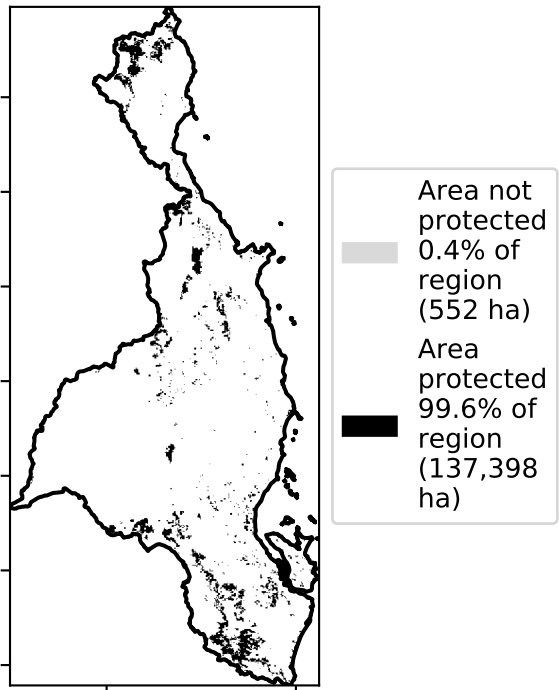 Area not
protected
0.4% of
region
(552 ha)
Area
protected
99.6% of
region
(137,398
ha)